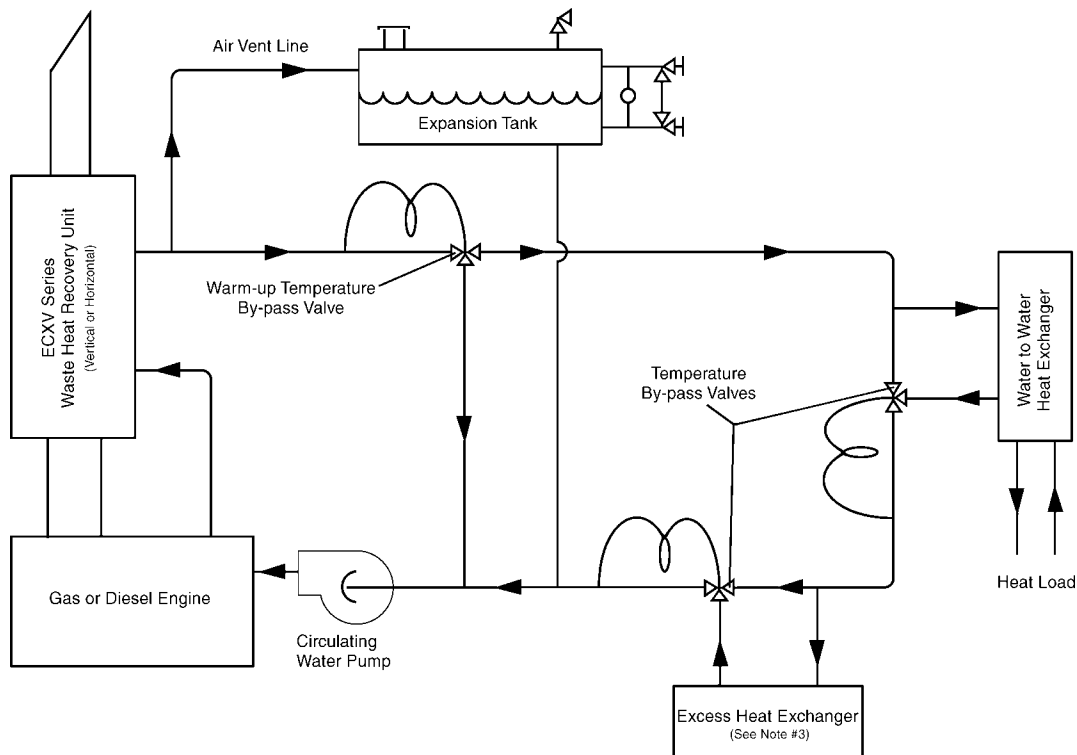 Air Vent Line
Expansion Tank
ECXV Series
Waste Heat Recovery Unit
(Vertical or Horizontal)
Warm-up Temperature
By-pass Valve
Temperature
By-pass Valves
Water to Water
Heat Exchanger
Heat Load
Gas or Diesel Engine
Circulating
Water Pump
Excess Heat Exchanger
(See Note #3)